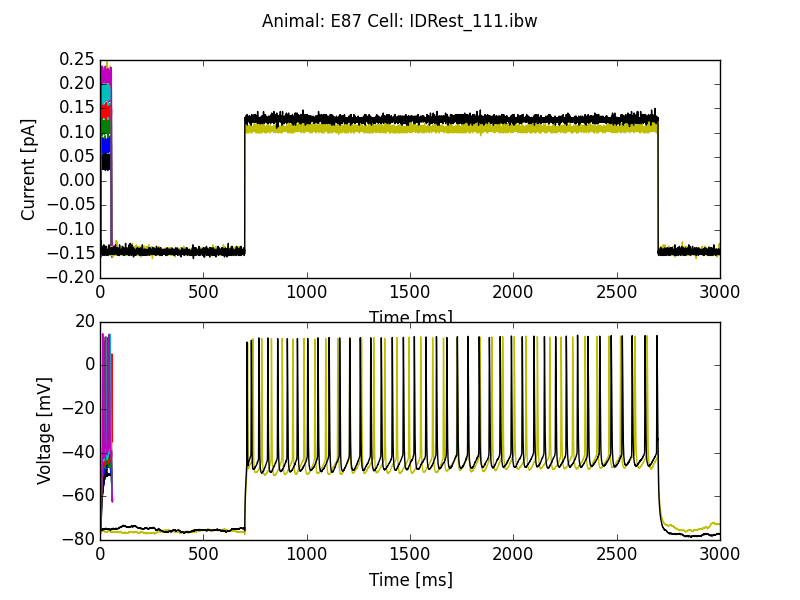 Animal: E87 Cell: IDRest_111.ibw
0.25
0.20
0.15
0.10
0.05
0.00
−0.05
−0.10
−0.15
−0.20
Current [pA]
0 500 1000 1500 2000 2500 3000
Time [ms]
20
0
−20
−40
−60
−80
Voltage [mV]
0 500 1000 1500 2000 2500 3000
Time [ms]